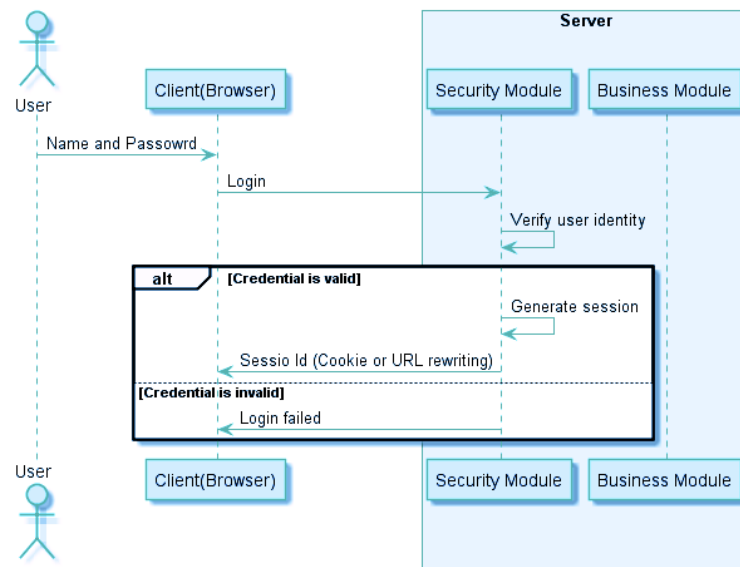 Server
User
Client(Browser)
Security Module
Business Module
Name and Passowrd
Login
Verify user identity
alt
[Credential is valid]
Generate session
Sessio Id (Cookie or URL rewriting)
[Credential is invalid]
Login failed
User
Client(Browser)
Security Module
Business Module